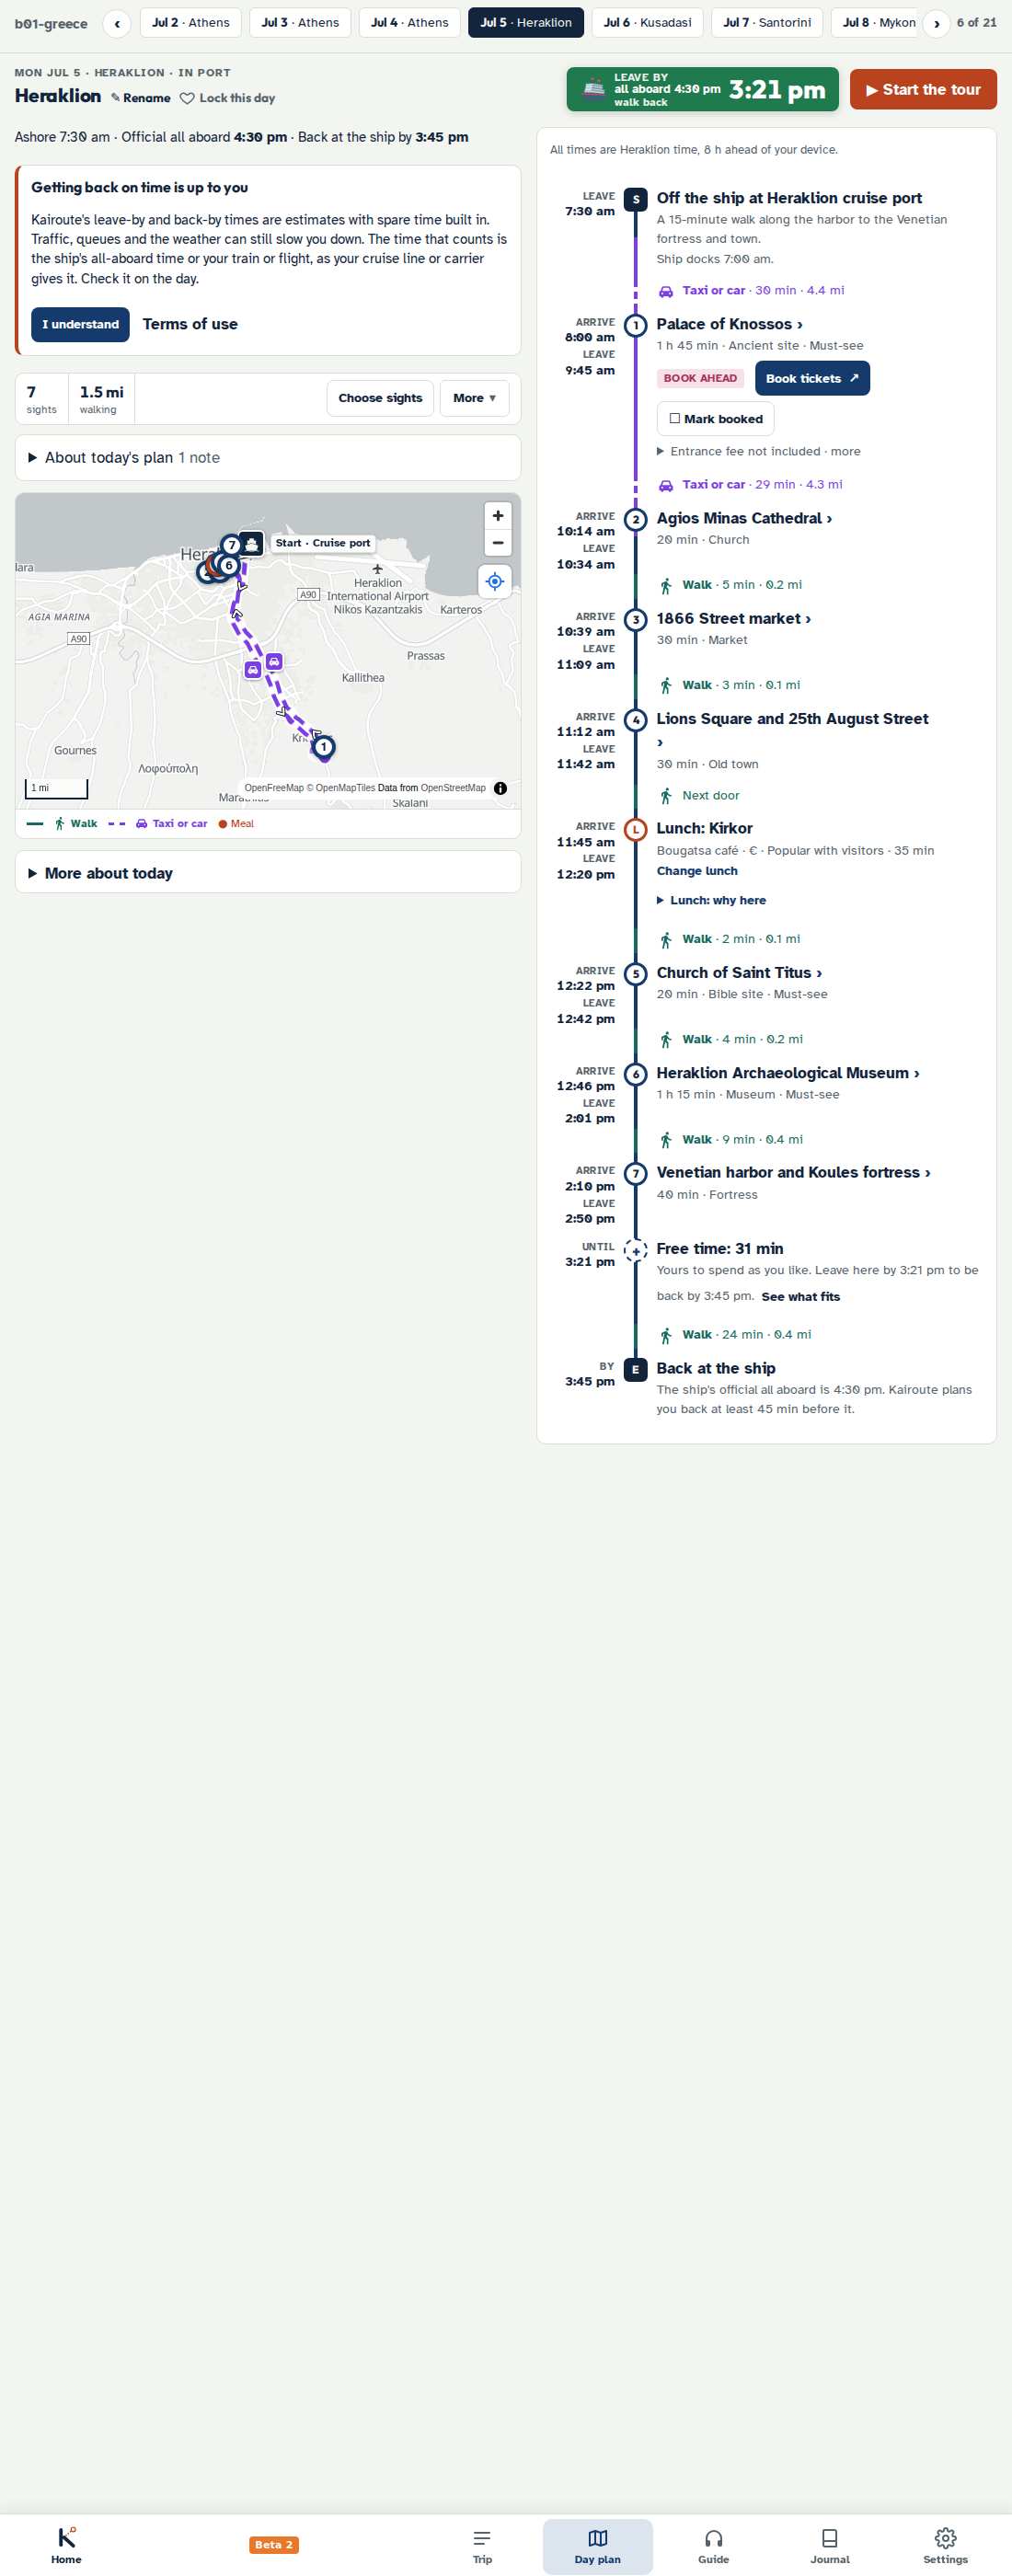 b01-greece
‹
Jul 2 · Athens
Jul 3 · Athens
Jul 4 · Athens
Jul 5 · Heraklion
Jul 6 · Kusadasi
Jul 7 · Santorini
Jul 8 · Mykon
›
6 of 21
MON JUL 5 · HERAKLION · IN PORT
Heraklion
✎ Rename
Lock this day
LEAVE BY
all aboard 4:30 pm
walk back
3:21 pm
▶ Start the tour
Ashore 7:30 am · Official all aboard 4:30 pm · Back at the ship by 3:45 pm
Getting back on time is up to you
Kairoute's leave-by and back-by times are estimates with spare time built in.
Traffic, queues and the weather can still slow you down. The time that counts is
the ship's all-aboard time or your train or flight, as your cruise line or carrier
gives it. Check it on the day.
I understand
Terms of use
7
sights
1.5 mi
walking
Choose sights
More ▼
▶ About today's plan 1 note
+
−
7
6
Start · Cruise port
Heraklion
International Airport
Nikos Kazantzakis
A90
Karteros
AGIA MARINA
A90
Prassas
Kallithea
1
Gournes
Λοφούπολη
1 mi
OpenFreeMap © OpenMapTiles Data from OpenStreetMap
Skalani
Walk
Taxi or car
Meal
▶ More about today
All times are Heraklion time, 8 h ahead of your device.
LEAVE
7:30 am
S
Off the ship at Heraklion cruise port
A 15-minute walk along the harbor to the Venetian
fortress and town.
Ship docks 7:00 am.
Taxi or car · 30 min · 4.4 mi
ARRIVE
8:00 am
LEAVE
9:45 am
1
Palace of Knossos ›
1 h 45 min · Ancient site · Must-see
BOOK AHEAD
Book tickets ↗
☐ Mark booked
▶ Entrance fee not included · more
Taxi or car · 29 min · 4.3 mi
ARRIVE
10:14 am
LEAVE
10:34 am
2
Agios Minas Cathedral ›
20 min · Church
Walk · 5 min · 0.2 mi
ARRIVE
10:39 am
LEAVE
11:09 am
3
1866 Street market ›
30 min · Market
Walk · 3 min · 0.1 mi
ARRIVE
11:12 am
LEAVE
11:42 am
4
Lions Square and 25th August Street
›
30 min · Old town
Next door
ARRIVE
11:45 am
LEAVE
12:20 pm
L
Lunch: Kirkor
Bougatsa café · € · Popular with visitors · 35 min
Change lunch
▶ Lunch: why here
Walk · 2 min · 0.1 mi
ARRIVE
12:22 pm
LEAVE
12:42 pm
5
Church of Saint Titus ›
20 min · Bible site · Must-see
Walk · 4 min · 0.2 mi
ARRIVE
12:46 pm
LEAVE
2:01 pm
6
Heraklion Archaeological Museum ›
1 h 15 min · Museum · Must-see
Walk · 9 min · 0.4 mi
ARRIVE
2:10 pm
LEAVE
2:50 pm
7
Venetian harbor and Koules fortress ›
40 min · Fortress
UNTIL
3:21 pm
+
Free time: 31 min
Yours to spend as you like. Leave here by 3:21 pm to be
back by 3:45 pm. See what fits
Walk · 24 min · 0.4 mi
BY
3:45 pm
E
Back at the ship
The ship's official all aboard is 4:30 pm. Kairoute plans
you back at least 45 min before it.
Home
Beta 2
Trip
Day plan
Guide
Journal
Settings